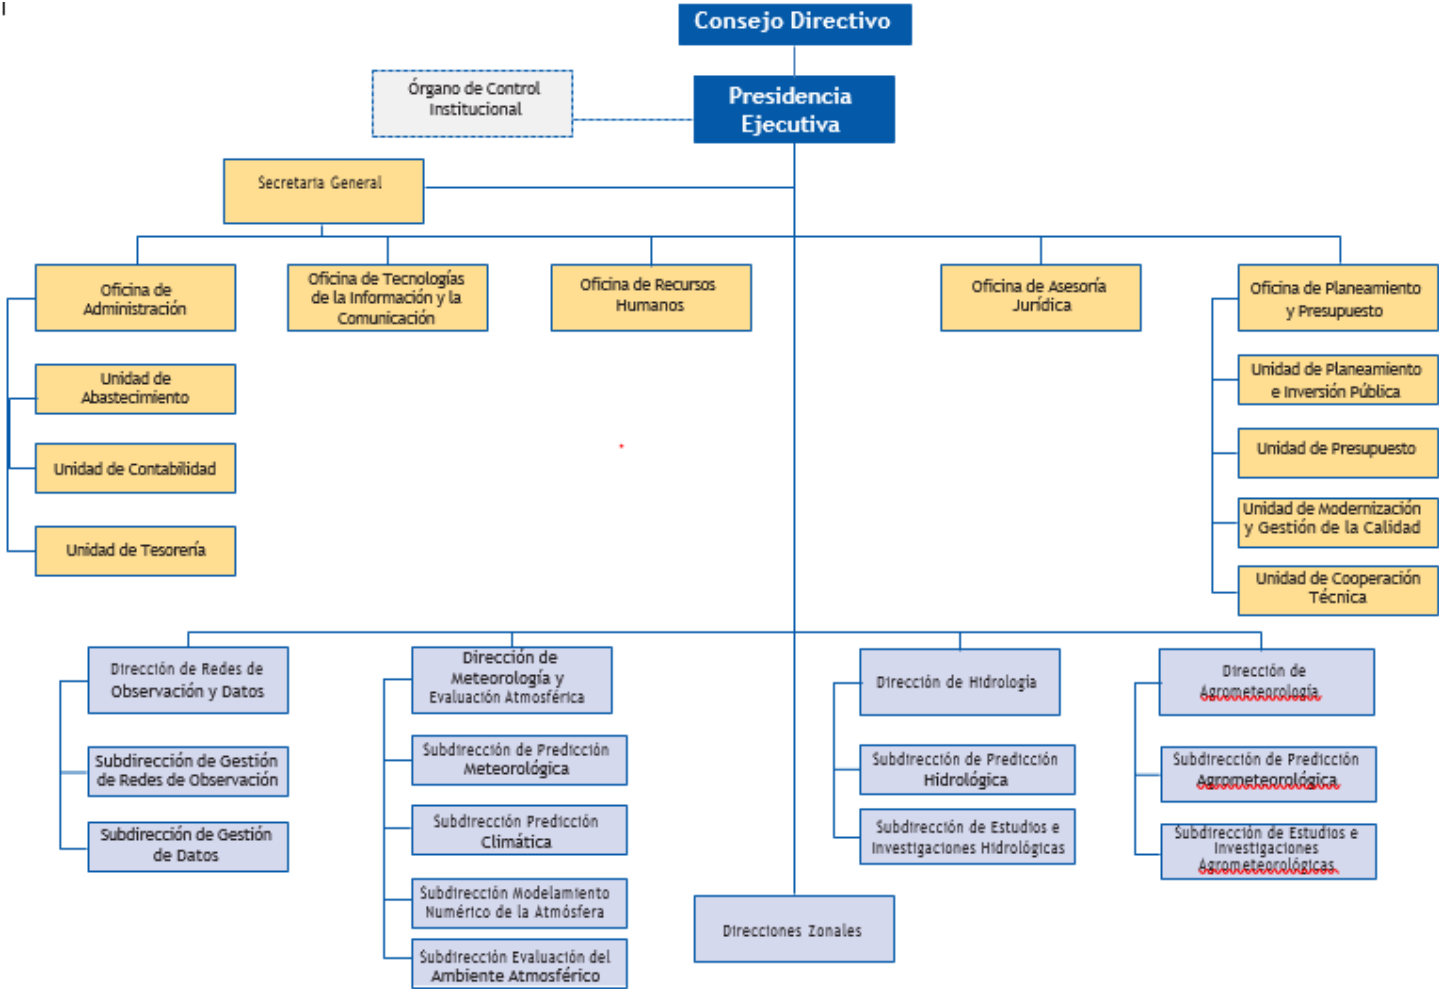 Consejo Directivo
Órgano de Control
Institucional
Presidencia
Ejecutiva
Secretaria General
Oficina de
Administración
Oficina de Tecnologías
de la Información y la
Comunicación
Oficina de Recursos
Humanos
Oficina de Asesoría
Jurídica
Oficina de Planeamiento
y Presupuesto
Unidad de
Abastecimiento
Unidad de Contabilidad
Unidad de Tesorería
Unidad de Planeamiento
e Inversión Pública
Unidad de Presupuesto
Unidad de Modernización
y Gestión de la Calidad
Unidad de Cooperación
Técnica
Dirección de Redes de
Observación y Datos
Subdirección de Gestión
de Redes de Observación
Subdirección de Gestión
de Datos
Dirección de
Meteorología y
Evaluación Atmosférica
Subdirección de Predicción
Meteorológica
Subdirección Predicción
Climática
Subdirección Modelamiento
Numérico de la Atmósfera
Subdirección Evaluación del
Ambiente Atmosférico
Dirección de Hidrología
Subdirección de Predicción
Hidrológica
Subdirección de Estudios e
Investigaciones Hidrológicas
Dirección de
Agrometeorología
Subdirección de Predicción
Agrometeorológica
Subdirección de Estudios e
Investigaciones
Agrometeorológicas
Direcciones Zonales